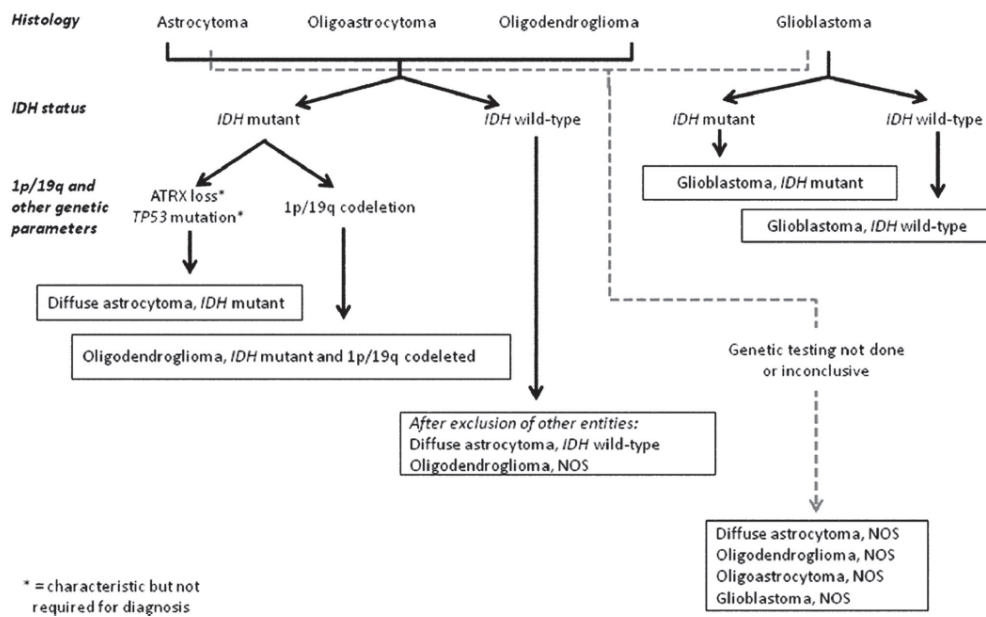 Histology
Astrocytoma
Oligoastrocytoma
Oligodendroglioma
Glioblastoma
IDH status
IDH mutant
IDH wild-type
IDH mutant
IDH wild-type
1p/19q and
other genetic
parameters
ATRX loss*
TP53 mutation*
1p/19q codeletion
Glioblastoma, IDH mutant
Glioblastoma, IDH wild-type
Diffuse astrocytoma, IDH mutant
Oligodendroglioma, IDH mutant and 1p/19q codeleted
Genetic testing not done
or inconclusive
After exclusion of other entities:
Diffuse astrocytoma, IDH wild-type
Oligodendroglioma, NOS
Diffuse astrocytoma, NOS
Oligodendroglioma, NOS
Oligoastrocytoma, NOS
Glioblastoma, NOS
* = characteristic but not
required for diagnosis